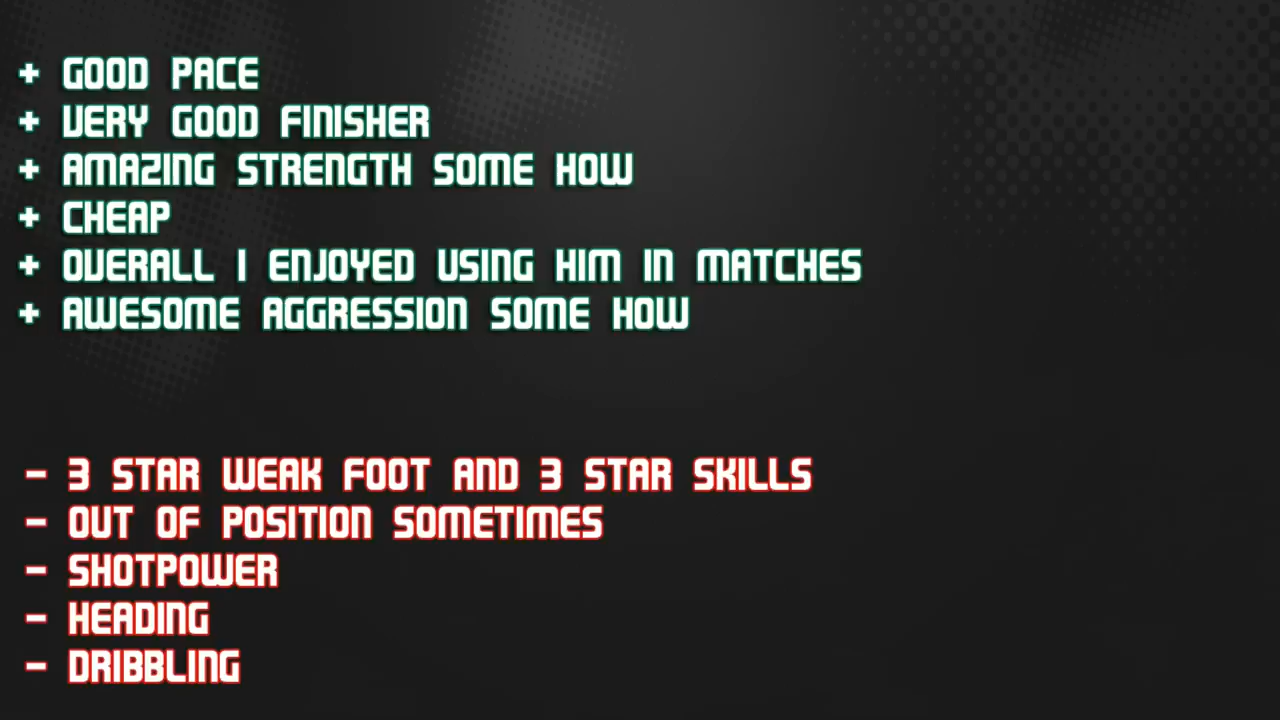 + GOOD PACE
+ VERY GOOD FINISHER
+ AMAZING STRENGTH SOME HOW
+ CHEAP
+ OVERALL I ENJOYED USING HIM IN MATCHES
+ AWESOME AGGRESSION SOME HOW
- 3 STAR WEAK FOOT AND 3 STAR SKILLS
- OUT OF POSITION SOMETIMES
- SHOTPOWER
- HEADING
- DRIBBLING